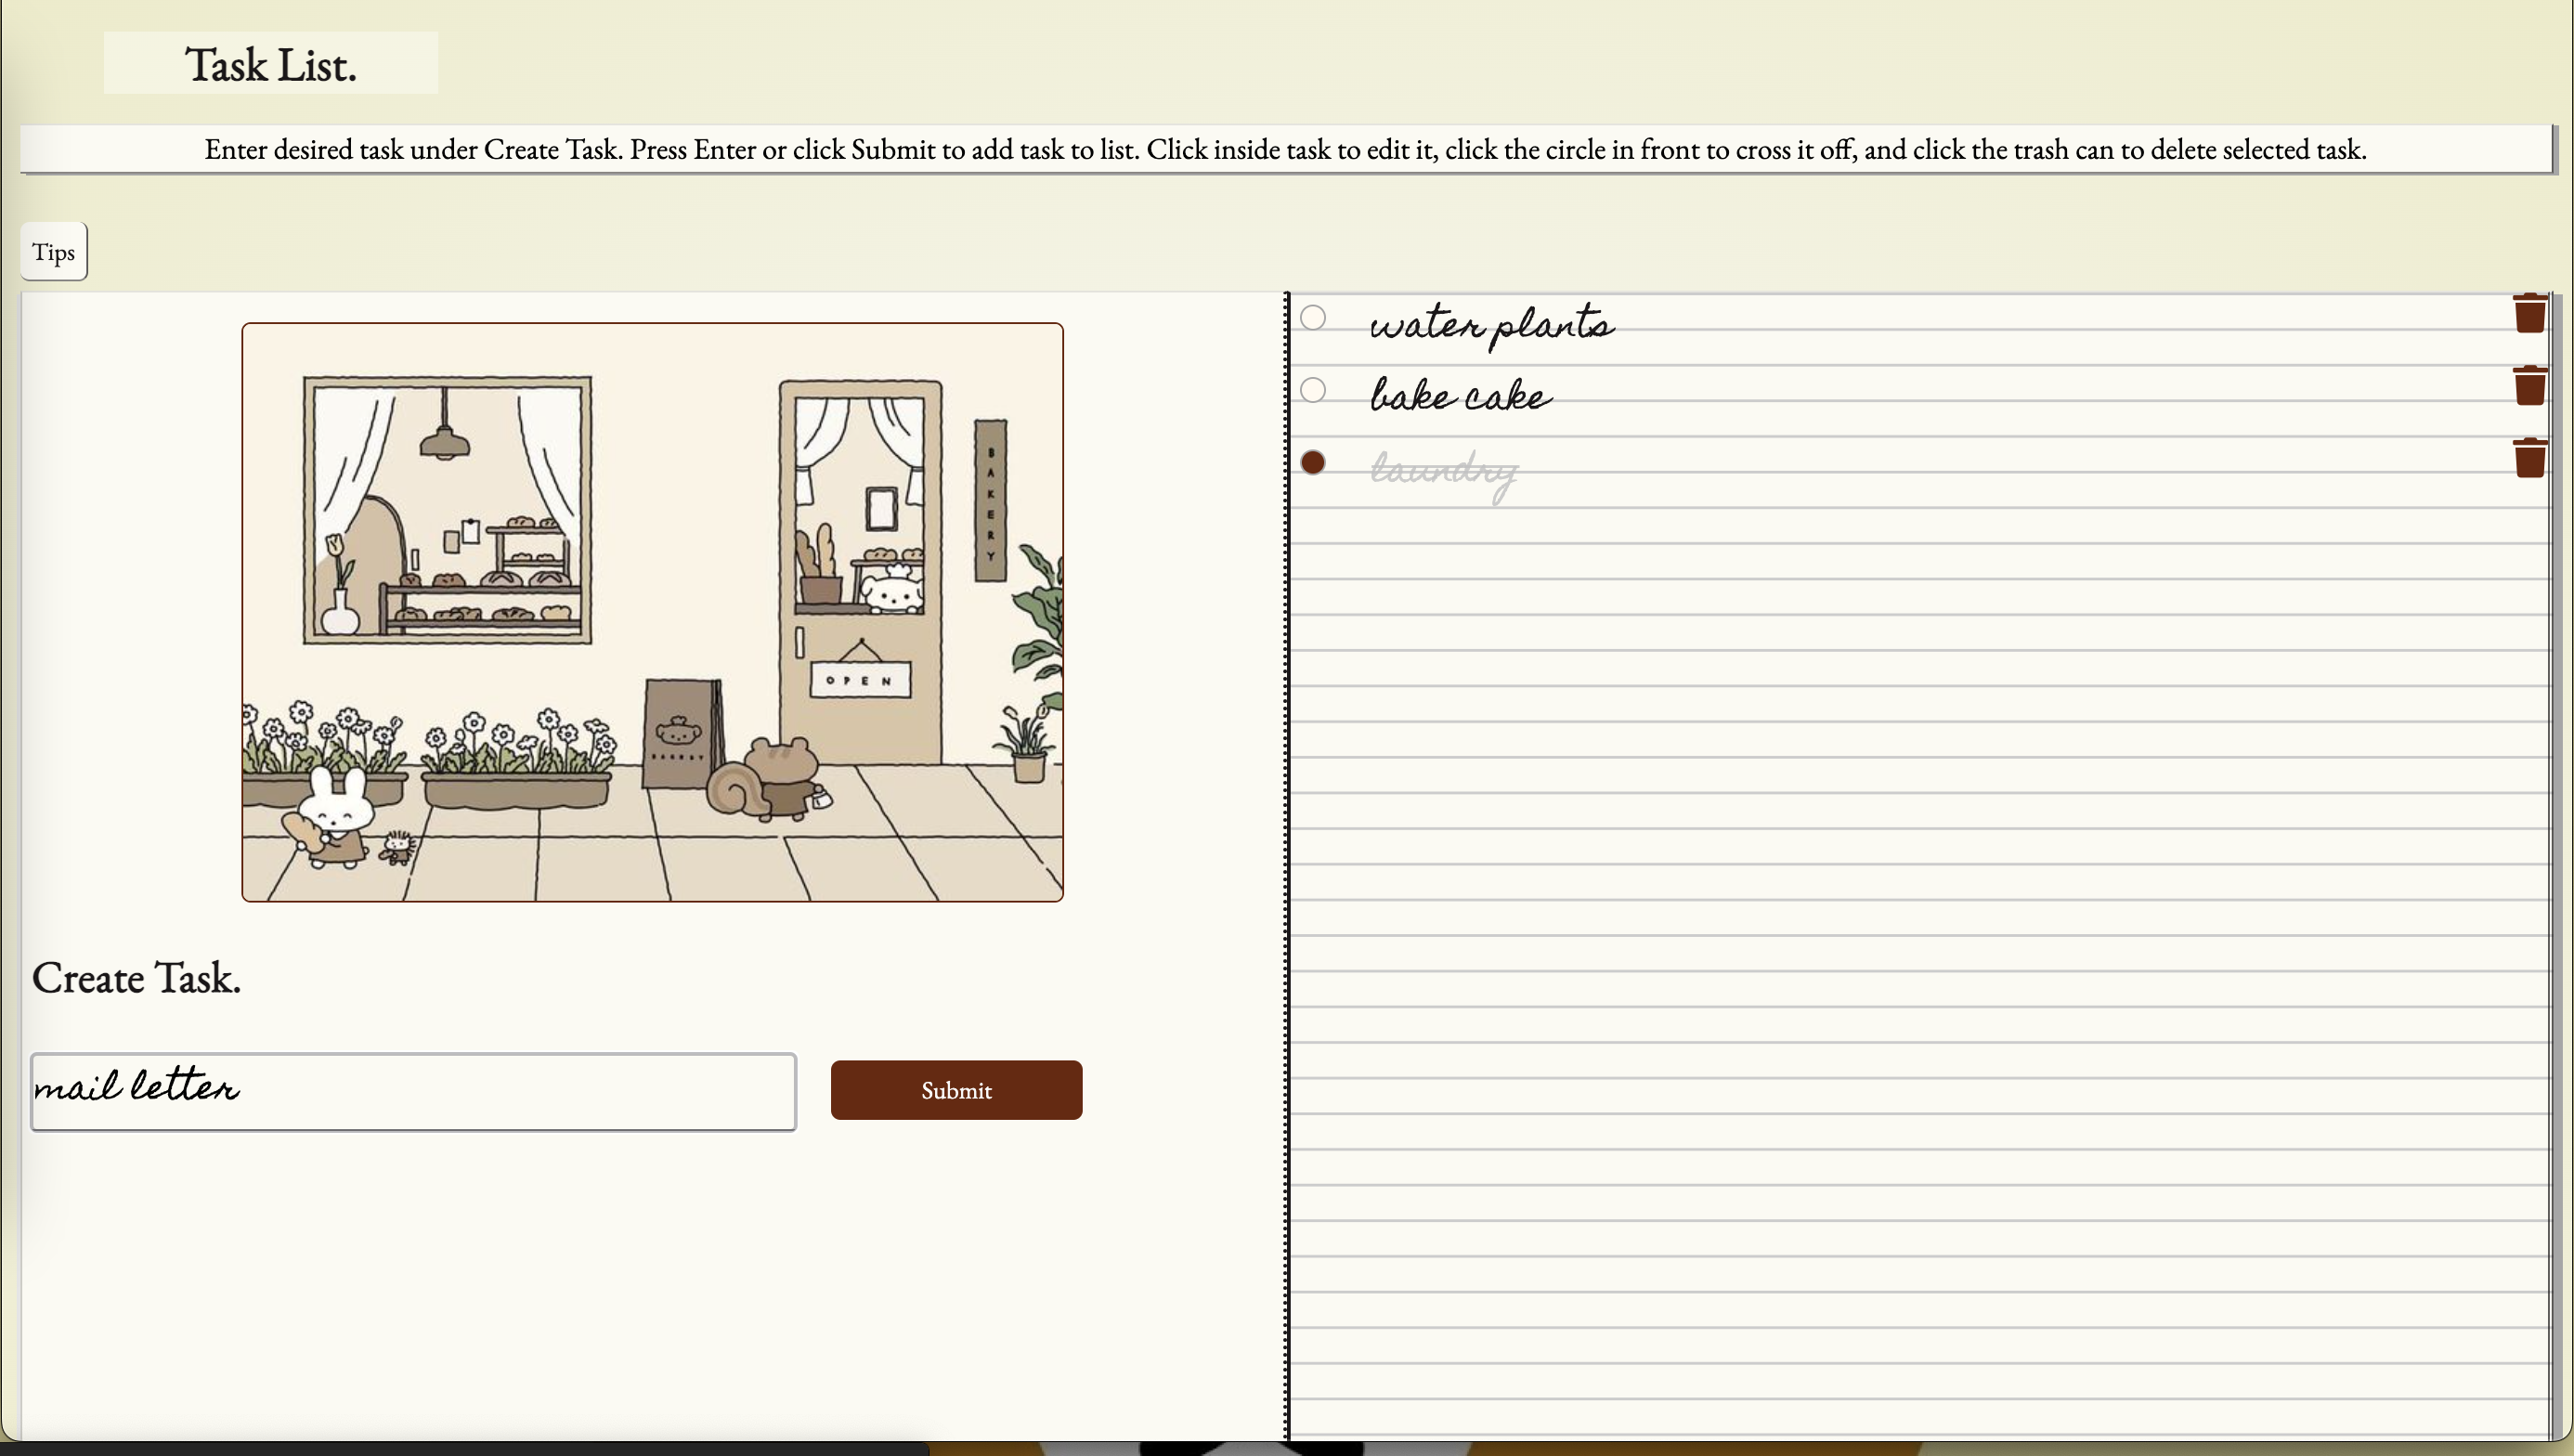 Task List.
Enter desired task under Create Task. Press Enter or click Submit to add task to list. Click inside task to edit it, click the circle in front to cross it off, and click the trash can to delete selected task.
Tips
BAKERY
OPEN
BAKERY
Create Task.
mail letter
Submit
water plants
bake cake
laundry